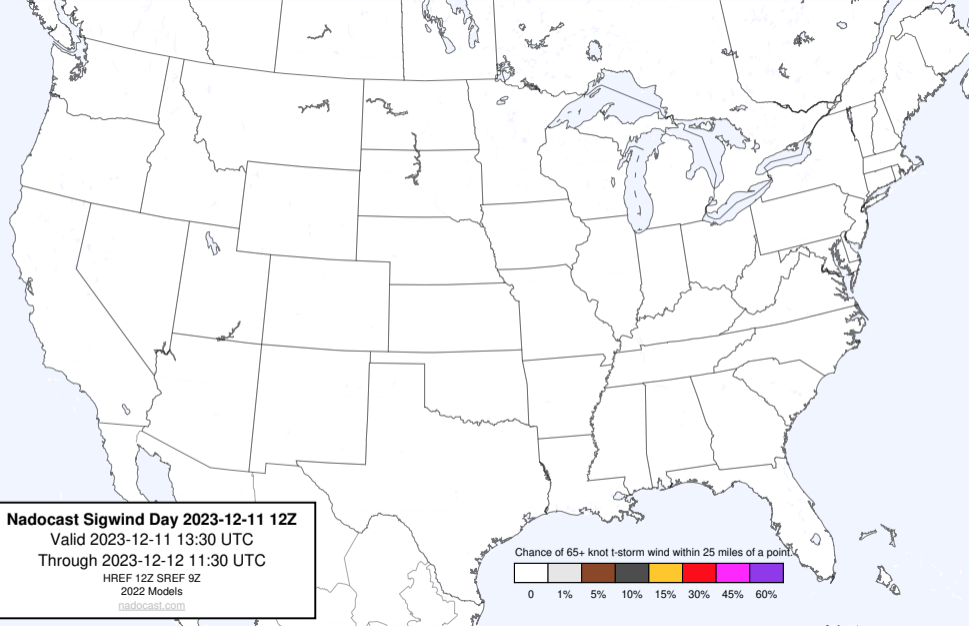 Nadocast Sigwind Day 2023-12-11 12Z
Valid 2023-12-11 13:30 UTC
Through 2023-12-12 11:30 UTC
HREF 12Z SREF 9Z
2022 Models
nadocast.com
Chance of 65+ knot t-storm wind within 25 miles of a point.
0 1% 5% 10% 15% 30% 45% 60%